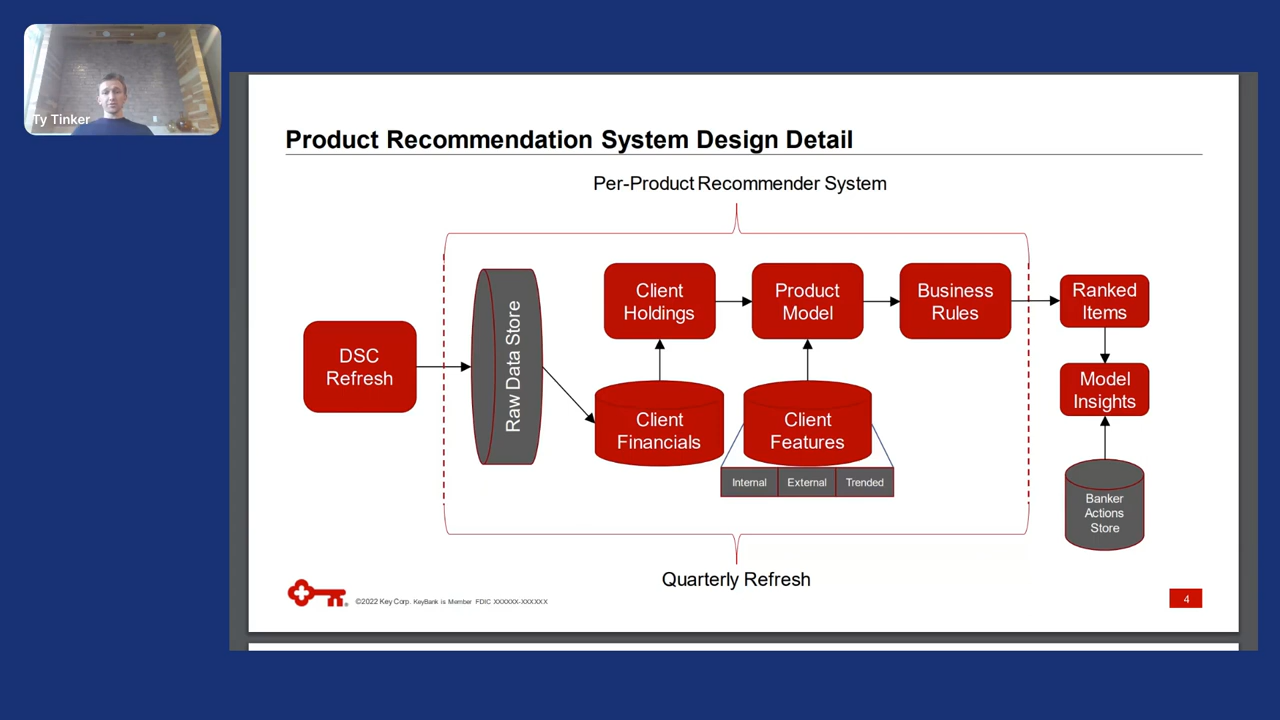 Ty Tinker
Product Recommendation System Design Detail
Per-Product Recommender System
DSC
Refresh
Raw Data Store
Client
Holdings
Product
Model
Business
Rules
Ranked
Items
Client
Financials
Client
Features
Model
Insights
Internal
External
Trended
Banker
Actions
Store
Quarterly Refresh
©2022 Key Corp. KeyBank is Member FDIC XXXXXX-XXXXXX
4